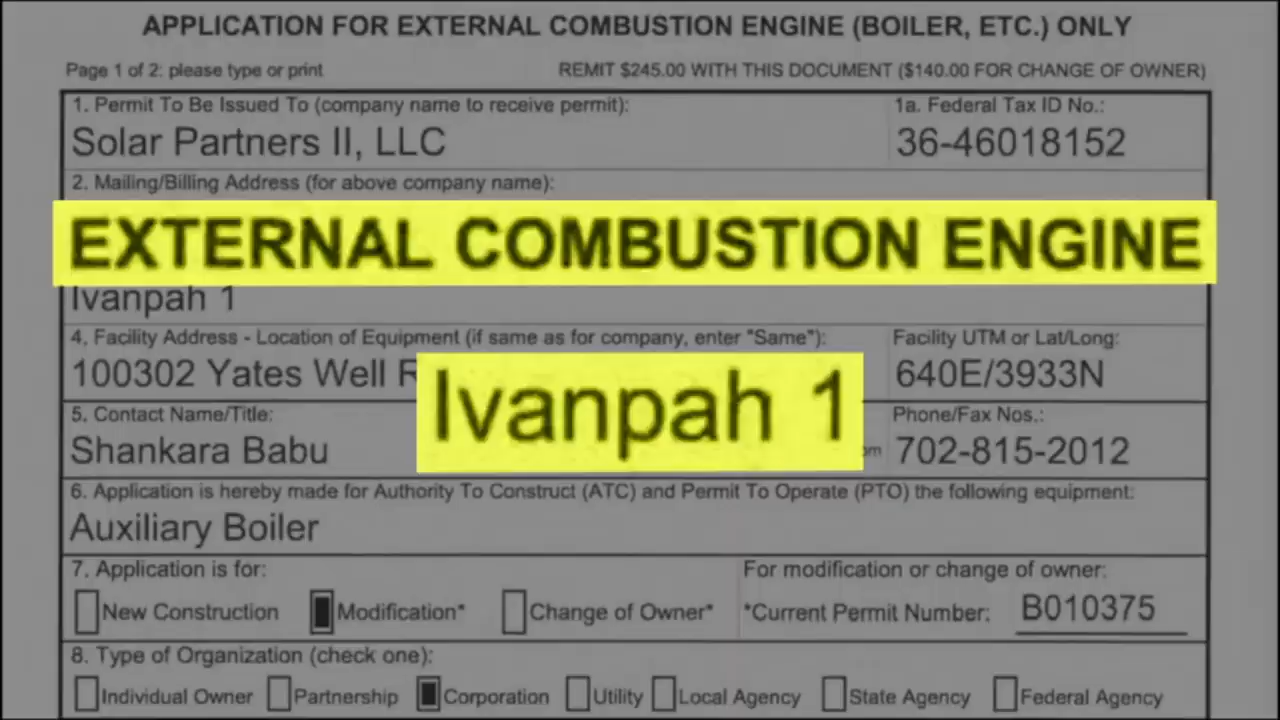 APPLICATION FOR EXTERNAL COMBUSTION ENGINE (BOILER, ETC.) ONLY
Page 1 of 2: please type or print REMIT $245.00 WITH THIS DOCUMENT ($140.00 FOR CHANGE OF OWNER)
1. Permit To Be Issued To (company name to receive permit): 1a. Federal Tax ID No.:
Solar Partners II, LLC 36-46018152
2. Mailing/Billing Address (for above company name):
EXTERNAL COMBUSTION ENGINE
Ivanpah 1
4. Facility Address - Location of Equipment (if same as for company, enter "Same"): Facility UTM or Lat/Long:
100302 Yates Well 640E/3933N
Ivanpah 1
5. Contact Name/Title: Phone/Fax Nos.:
Shankara Babu 702-815-2012
6. Application is hereby made for Authority To Construct (ATC) and Permit To Operate (PTO) the following equipment:
Auxiliary Boiler
7. Application is for: For modification or change of owner:
New Construction Modification* Change of Owner* *Current Permit Number: B010375
8. Type of Organization (check one):
Individual Owner Partnership Corporation Utility Local Agency State Agency Federal Agency